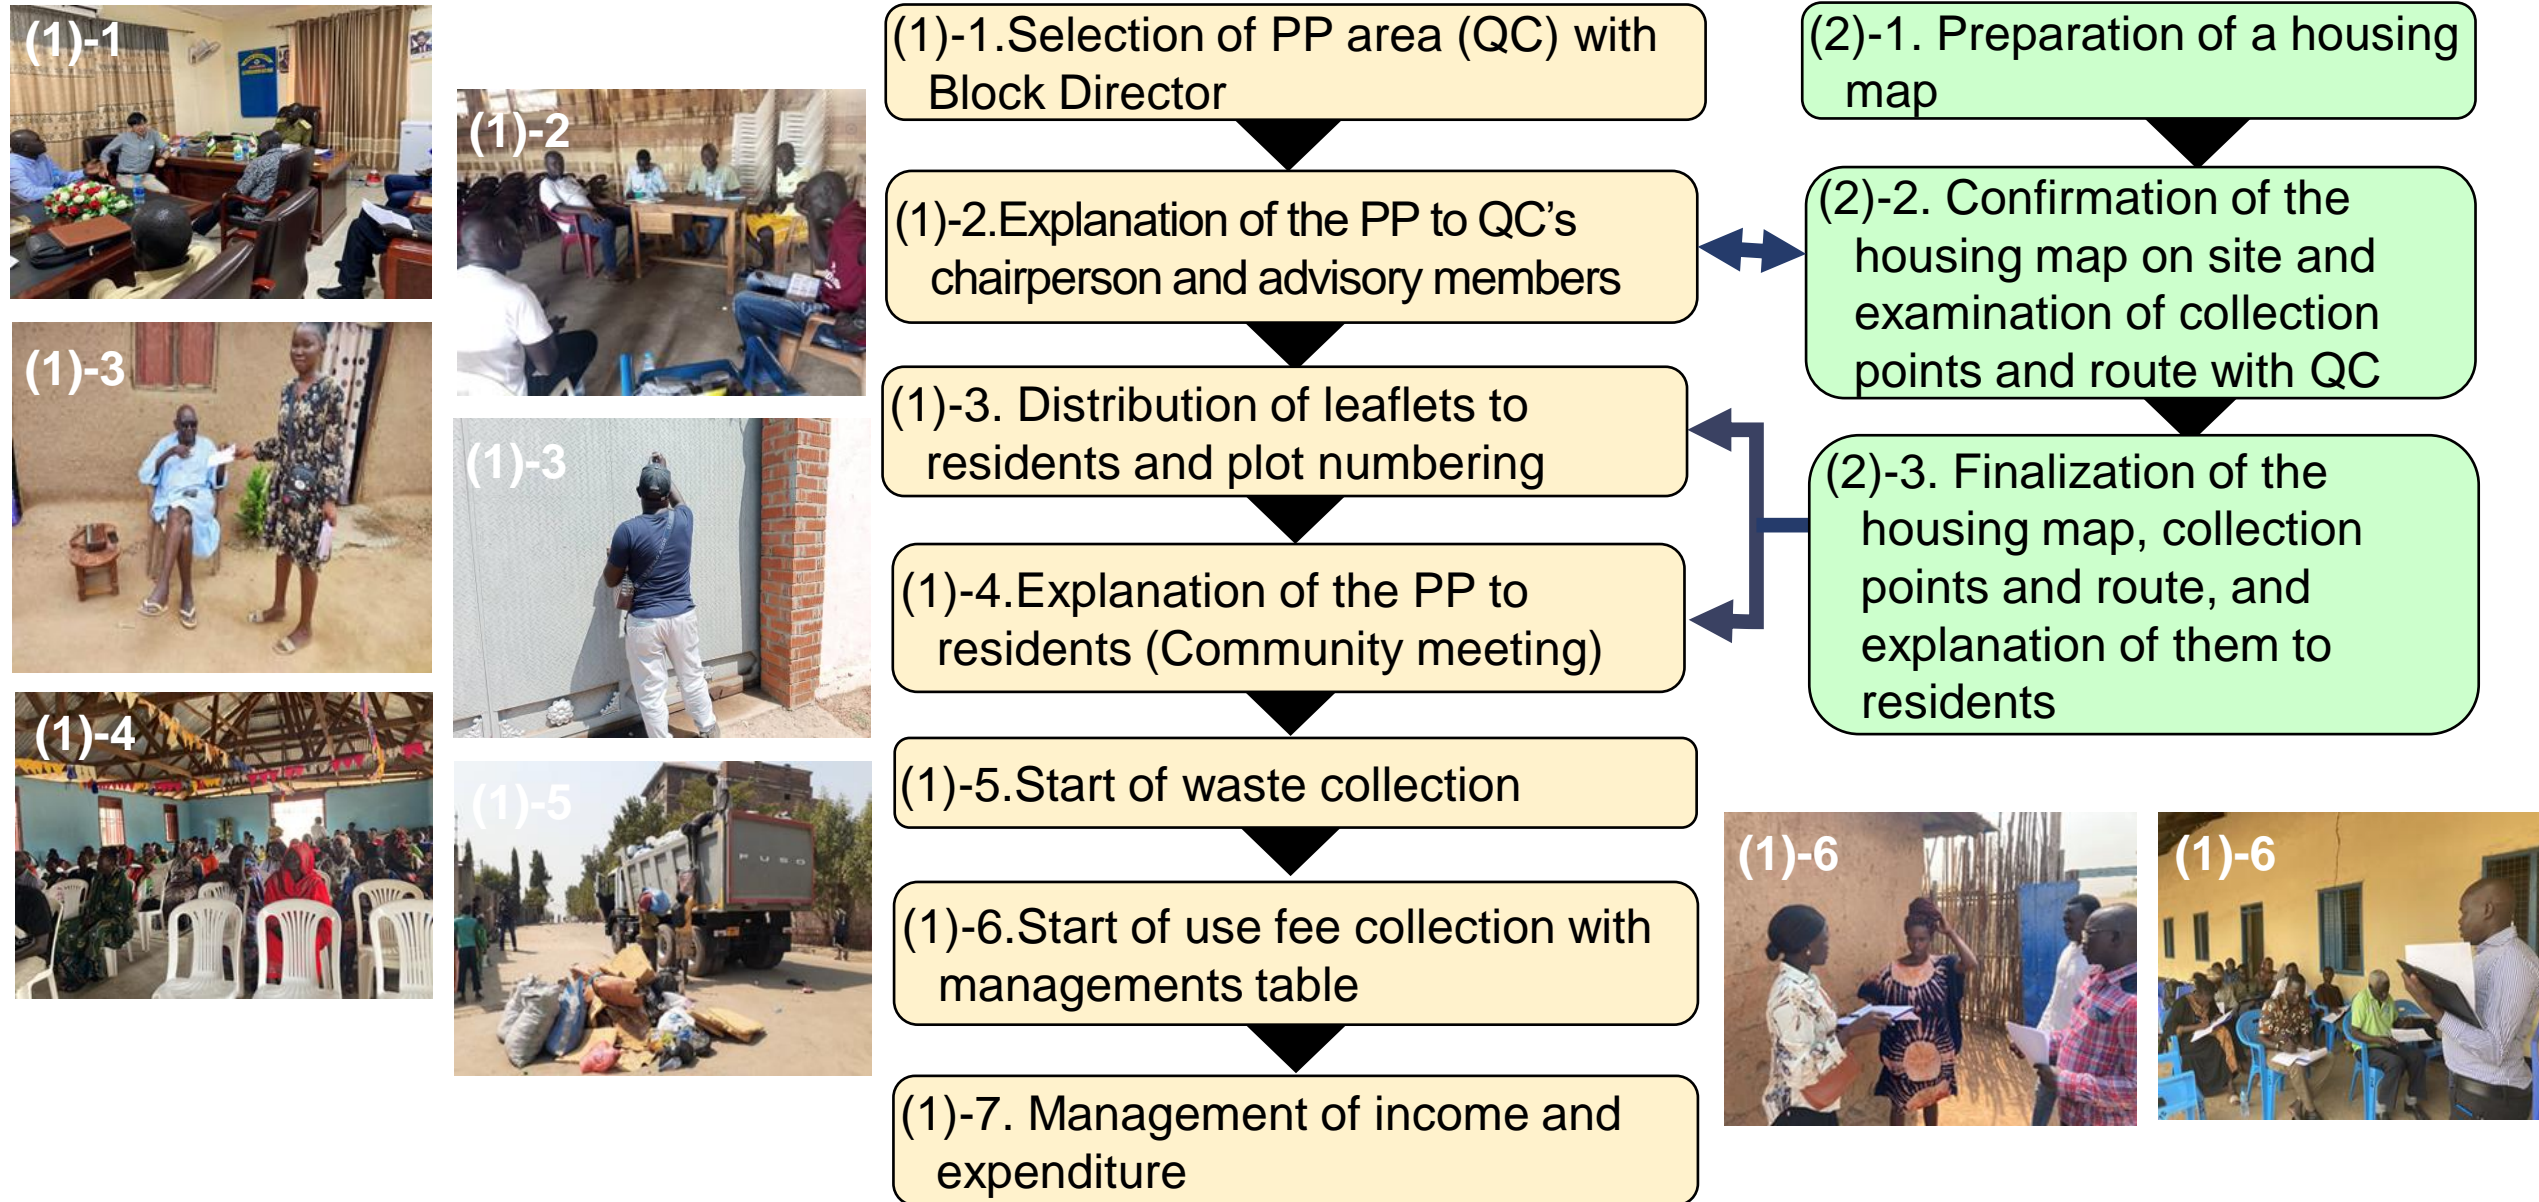 (1)-1
(1)-2
(1)-3
(1)-3
(1)-4
(1)-5
(1)-1.Selection of PP area (QC) with
Block Director
(1)-2.Explanation of the PP to QC’s
chairperson and advisory members
(1)-3. Distribution of leaflets to
residents and plot numbering
(1)-4.Explanation of the PP to
residents (Community meeting)
(1)-5.Start of waste collection
(1)-6.Start of use fee collection with
managements table
(1)-7. Management of income and
expenditure
(2)-1. Preparation of a housing
map
(2)-2. Confirmation of the
housing map on site and
examination of collection
points and route with QC
(2)-3. Finalization of the
housing map, collection
points and route, and
explanation of them to
residents
(1)-6
(1)-6
FUSO